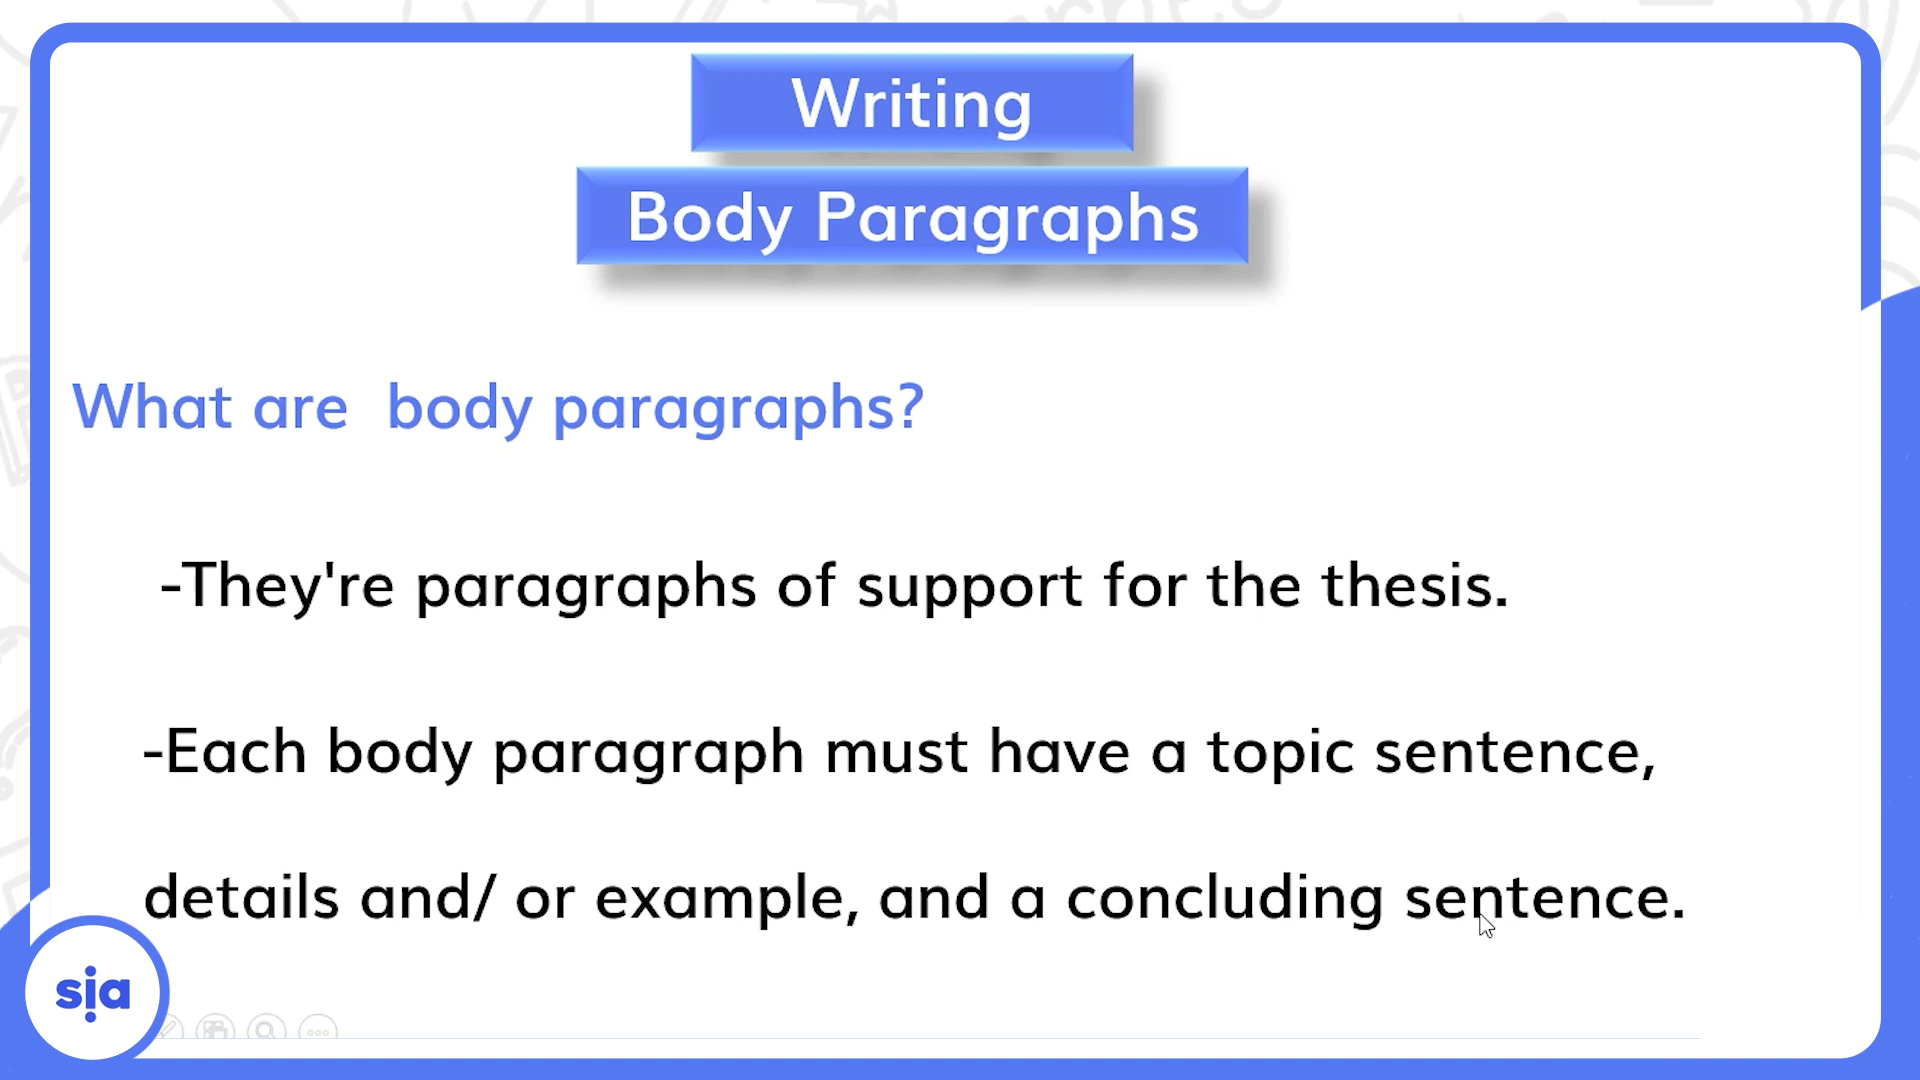 Writing
Body Paragraphs
What are body paragraphs?
-They're paragraphs of support for the thesis.
-Each body paragraph must have a topic sentence,
details and/ or example, and a concluding sentence.
sia